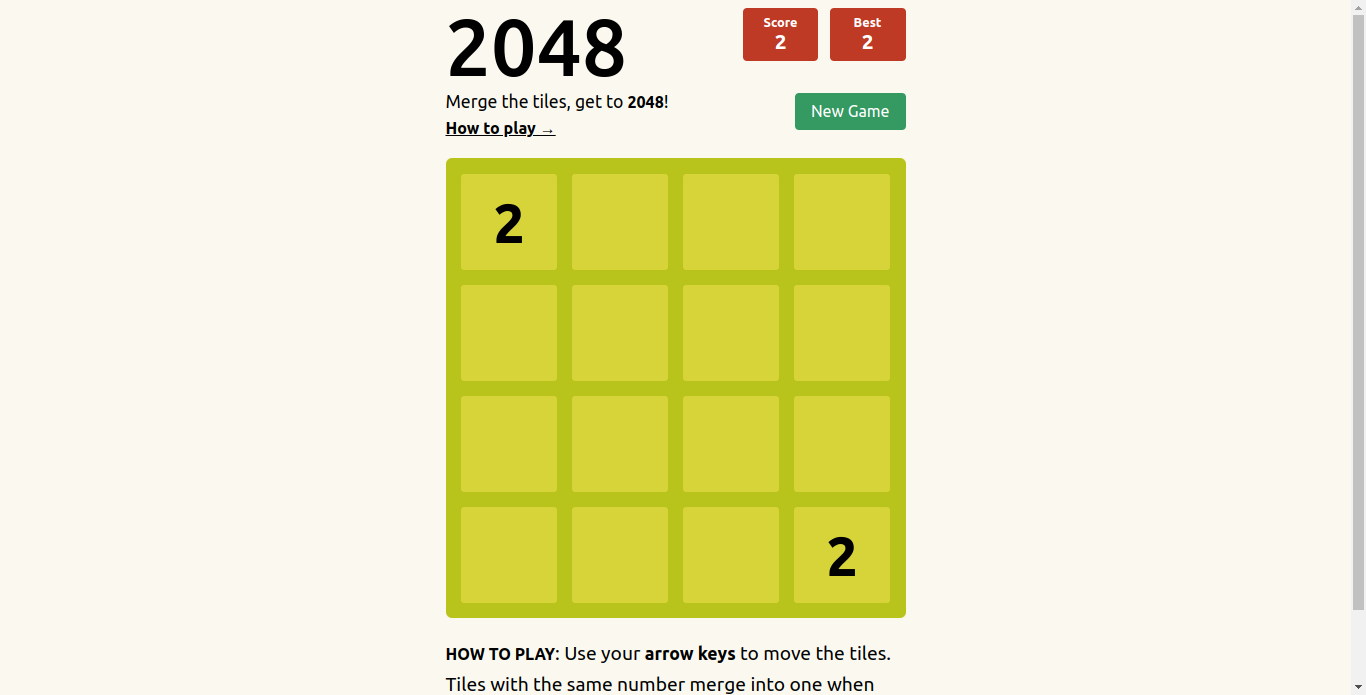 2048
Score
2
Best
2
Merge the tiles, get to 2048!
How to play →
New Game
2
2
HOW TO PLAY: Use your arrow keys to move the tiles.
Tiles with the same number merge into one when